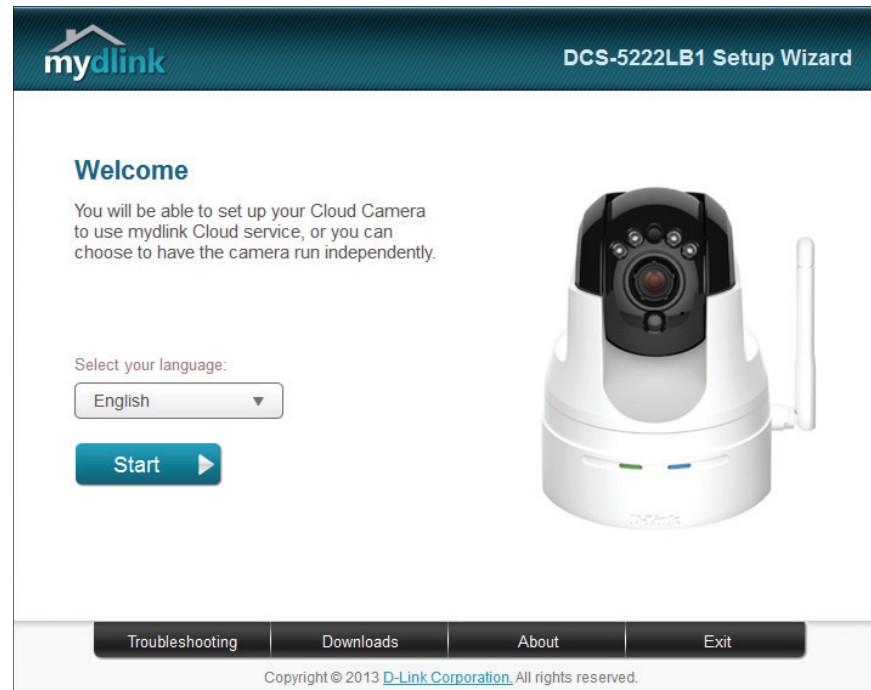 mydlink
DCS-5222LB1 Setup Wizard
Welcome
You will be able to set up your Cloud Camera
to use mydlink Cloud service, or you can
choose to have the camera run independently.
Select your language:
English
Start
D-Link
Troubleshooting Downloads About Exit
Copyright © 2013 D-Link Corporation. All rights reserved.